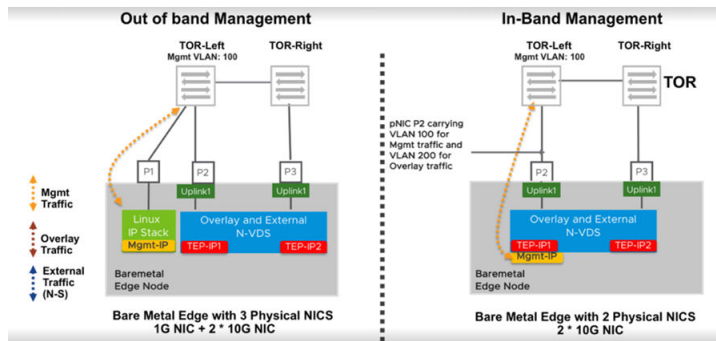 Out of band Management
TOR-Left
Mgmt VLAN: 100
TOR-Right
P1
P2
P3
Uplink1
Uplink1
Linux
IP Stack
Mgmt-IP
Overlay and External
N-VDS
TEP-IP1
TEP-IP2
Baremetal
Edge Node
Mgmt
Traffic
Overlay
Traffic
External
Traffic
(N-S)
Bare Metal Edge with 3 Physical NICS
1G NIC + 2 * 10G NIC
In-Band Management
TOR-Left
Mgmt VLAN: 100
TOR-Right
TOR
pNIC P2 carrying
VLAN 100 for
Mgmt traffic and
VLAN 200 for
Overlay traffic
P2
P3
Uplink1
Uplink1
Overlay and External
N-VDS
TEP-IP1
TEP-IP2
Mgmt-IP
Baremetal
Edge Node
Bare Metal Edge with 2 Physical NICS
2 * 10G NIC